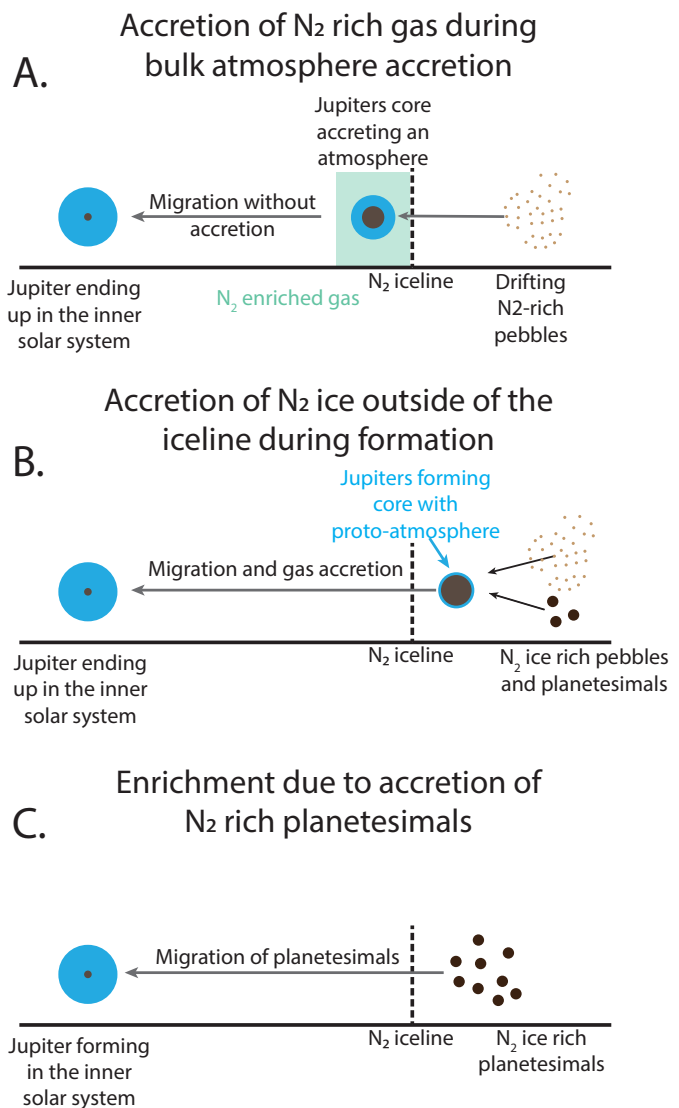 Accretion of N₂ rich gas during
bulk atmosphere accretion
A.
Jupiters core
accreting an
atmosphere
Migration without
accretion
N₂ iceline
Jupiter ending
up in the inner
solar system
N₂ enriched gas
Drifting
N2-rich
pebbles
Accretion of N₂ ice outside of the
iceline during formation
B.
Jupiters forming
core with
proto-atmosphere
Migration and gas accretion
N₂ iceline
Jupiter ending
up in the inner
solar system
N₂ ice rich pebbles
and planetesimals
Enrichment due to accretion of
N₂ rich planetesimals
C.
Migration of planetesimals
N₂ iceline
Jupiter forming
in the inner
solar system
N₂ ice rich
planetesimals